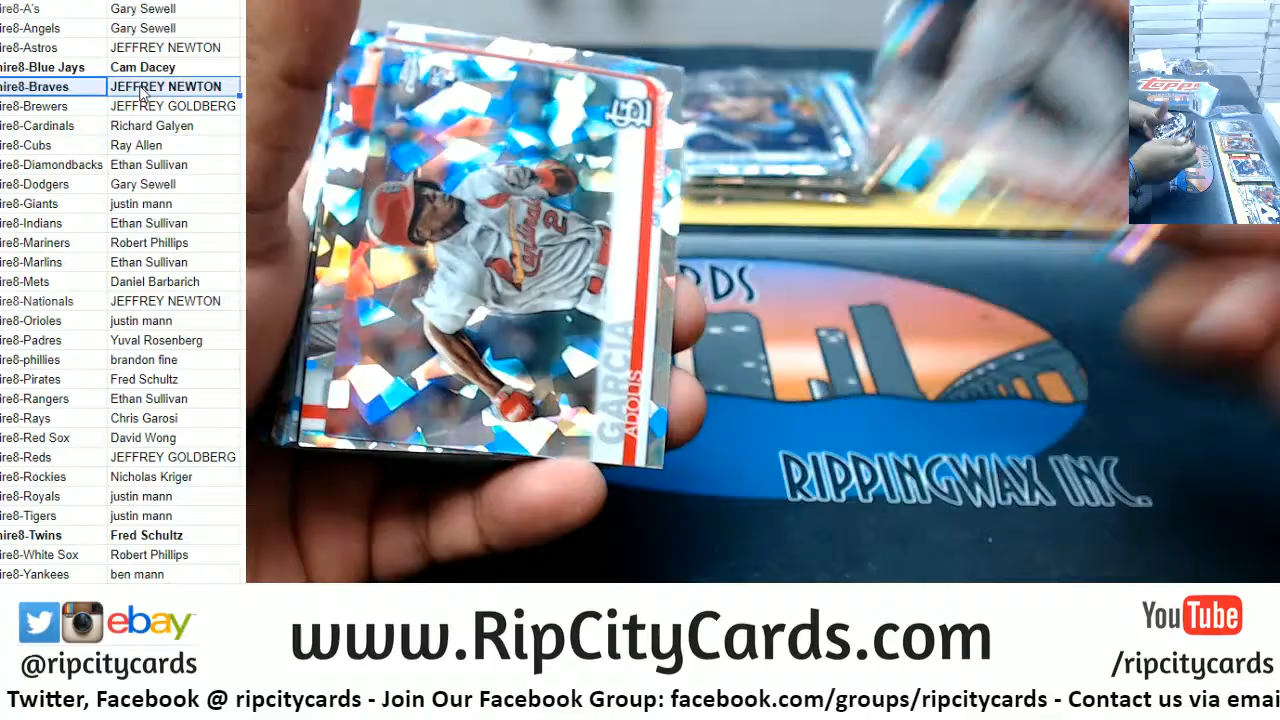 ire8-A's Gary Sewell
ire8-Angels Gary Sewell
ire8-Astros JEFFREY NEWTON
nire8-Blue Jays Cam Dacey
nire8-Braves JEFFREY NEWTON
ire8-Brewers JEFFREY GOLDBERG
ire8-Cardinals Richard Galyen
ire8-Cubs Ray Allen
ire8-Diamondbacks Ethan Sullivan
ire8-Dodgers Gary Sewell
ire8-Giants justin mann
ire8-Indians Ethan Sullivan
ire8-Mariners Robert Phillips
ire8-Marlins Ethan Sullivan
ire8-Mets Daniel Barbarich
ire8-Nationals JEFFREY NEWTON
ire8-Orioles justin mann
ire8-Padres Yuval Rosenberg
ire8-phillies brandon fine
ire8-Pirates Fred Schultz
ire8-Rangers Ethan Sullivan
ire8-Rays Chris Garosi
ire8-Red Sox David Wong
ire8-Reds JEFFREY GOLDBERG
ire8-Rockies Nicholas Kriger
ire8-Royals justin mann
ire8-Tigers justin mann
nire8-Twins Fred Schultz
ire8-White Sox Robert Phillips
ire8-Yankees ben mann
Cardinals 2
GARCIA
ADOLIS
RDS
RIPPINGWAX INC.
Topps
ebay
@ripcitycards
www.RipCityCards.com
YouTube
/ripcitycards
Twitter, Facebook @ ripcitycards - Join Our Facebook Group: facebook.com/groups/ripcitycards - Contact us via emai